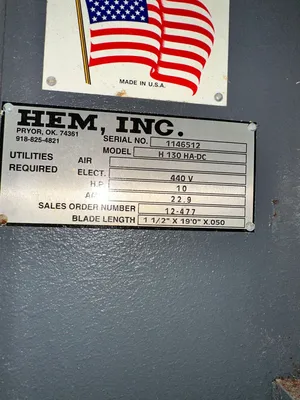 MADE IN U.S.A.
HEM, INC.
PRYOR, OK. 74361
918-825-4821
SERIAL NO. 1146512
MODEL H 130 HA-DC
UTILITIES REQUIRED
AIR
ELECT. 440 V
H.P. 10
22.9
SALES ORDER NUMBER 12-477
BLADE LENGTH 1 1/2" X 19'0" X .050